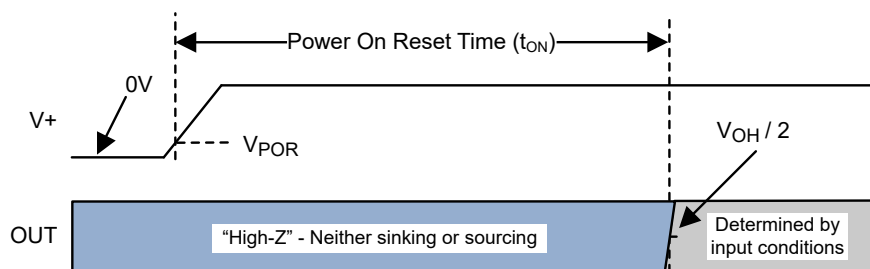 Power On Reset Time (tON)
0V
V+
VPOR
VOH / 2
OUT
“High-Z” - Neither sinking or sourcing
Determined by
input conditions